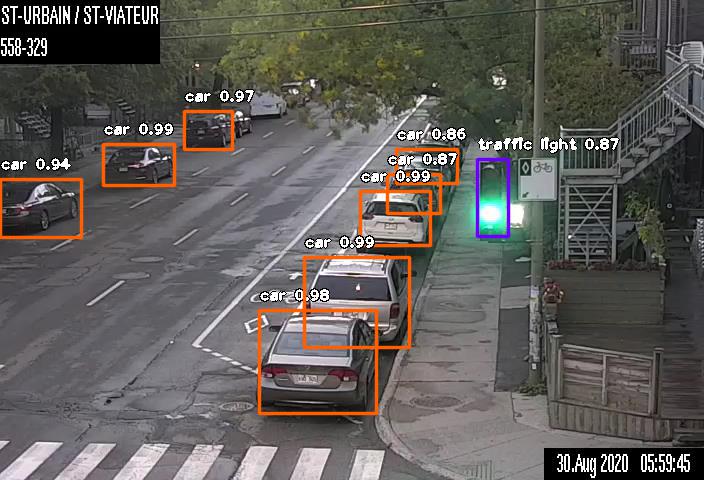 ST-URBAIN / ST-VIATEUR
558-329
car 0.97
car 0.99
car 0.94
car 0.86
car 0.87
car 0.99
traffic light 0.87
car 0.99
car 0.98
30.Aug 2020 05:59:45